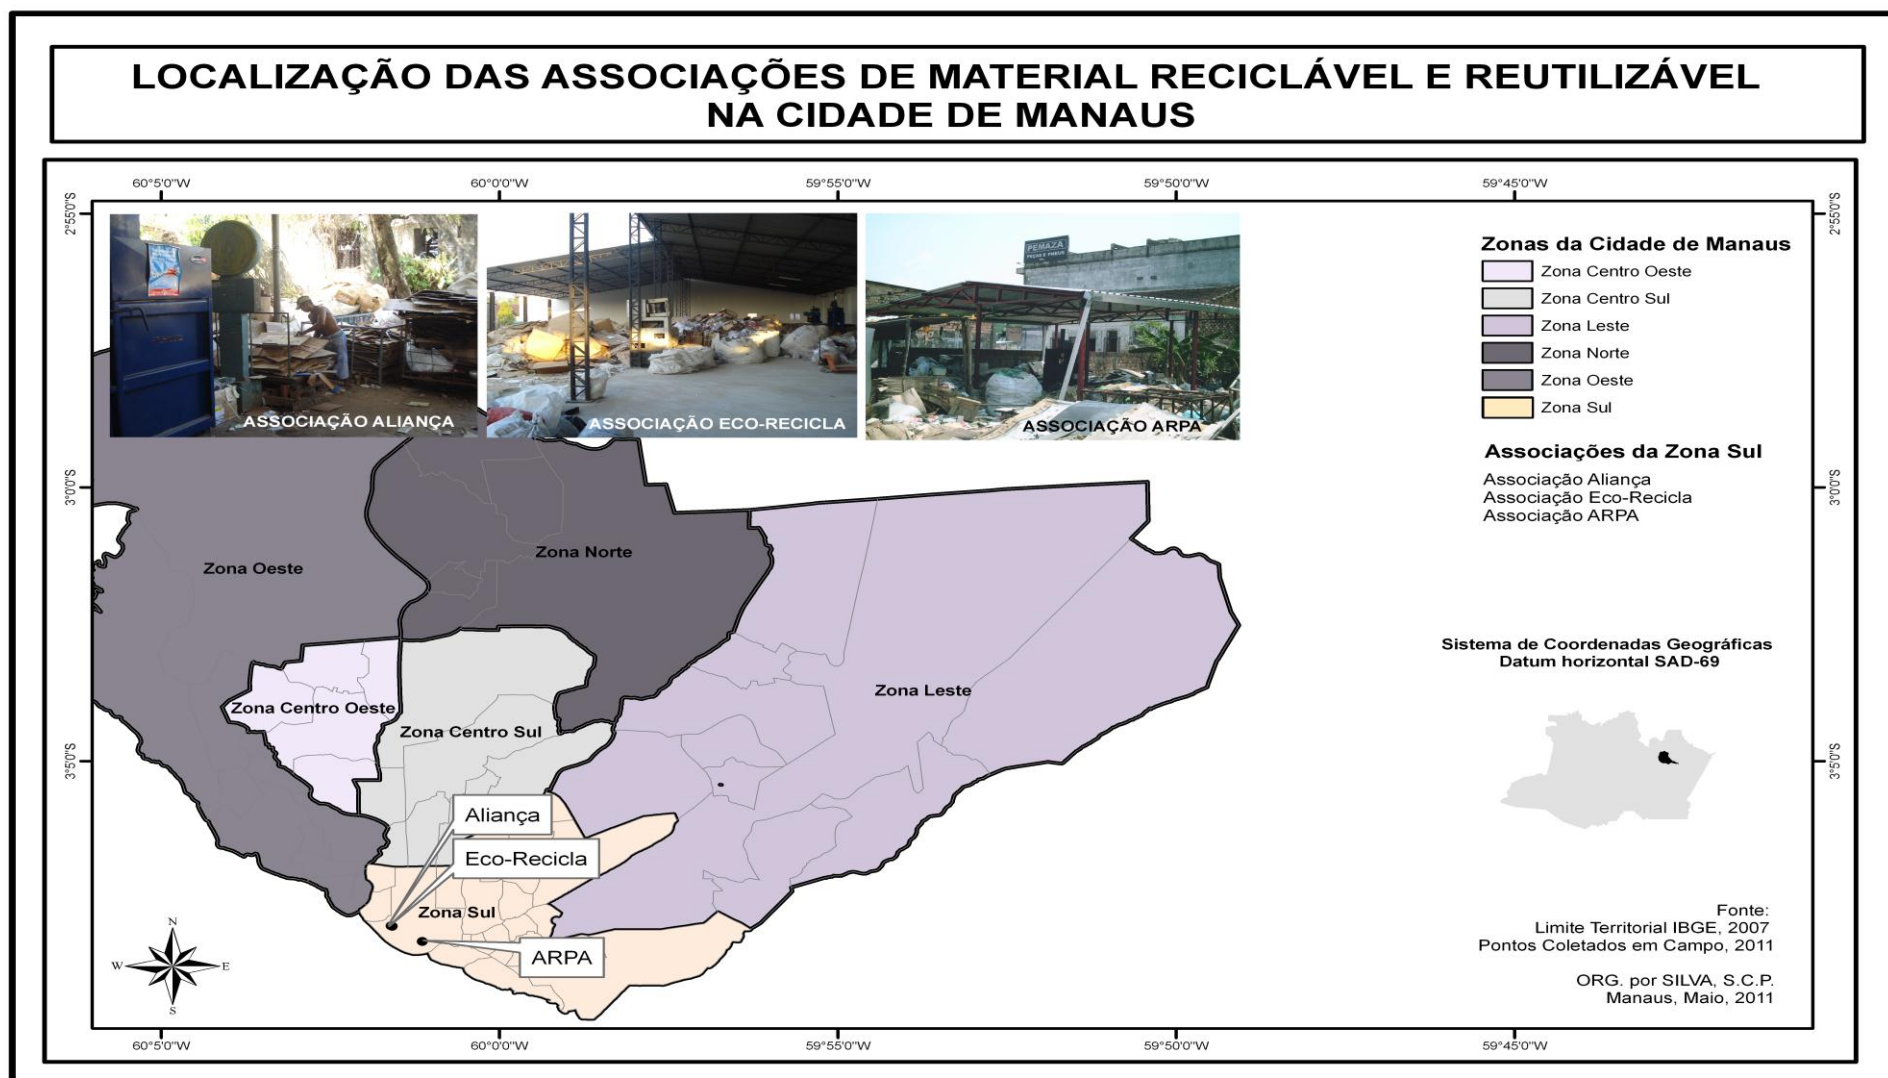 LOCALIZAÇÃO DAS ASSOCIAÇÕES DE MATERIAL RECICLÁVEL E REUTILIZÁVEL
NA CIDADE DE MANAUS
60°5'0"W
60°0'0"W
59°55'0"W
59°50'0"W
59°45'0"W
2°55'0"S
2°55'0"S
PEMAZA
PEÇAS E PNEUS
ASSOCIAÇÃO ALIANÇA
ASSOCIAÇÃO ECO-RECICLA
ASSOCIAÇÃO ARPA
Zonas da Cidade de Manaus
Zona Centro Oeste
Zona Centro Sul
Zona Leste
Zona Norte
Zona Oeste
Zona Sul
Associações da Zona Sul
Associação Aliança
Associação Eco-Recicla
Associação ARPA
3°0'0"S
3°0'0"S
Zona Norte
Zona Oeste
Zona Leste
Zona Centro Oeste
Zona Centro Sul
Sistema de Coordenadas Geográficas
Datum horizontal SAD-69
3°5'0"S
3°5'0"S
Aliança
Eco-Recicla
Zona Sul
ARPA
N
W
E
S
Fonte:
Limite Territorial IBGE, 2007
Pontos Coletados em Campo, 2011
ORG. por SILVA, S.C.P.
Manaus, Maio, 2011
60°5'0"W
60°0'0"W
59°55'0"W
59°50'0"W
59°45'0"W